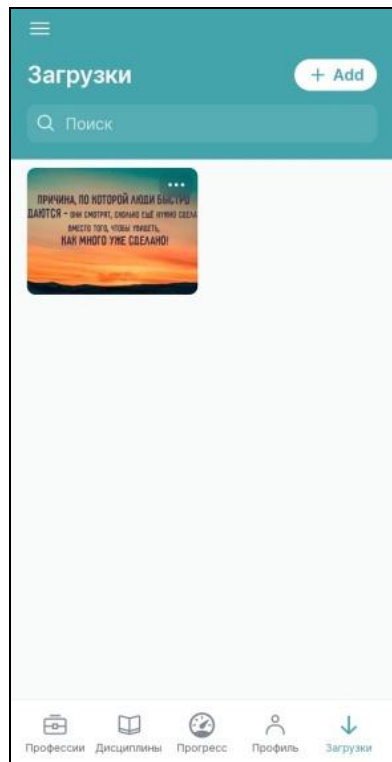 Загрузки
+ Add
Поиск
ПРИЧИНА, ПО КОТОРОЙ ЛЮДИ БЫСТРО
ДАЮТСЯ - ОНИ СМОТРЯТ, СКОЛЬКО ЕЩЁ НУЖНО СДЕЛА
ВМЕСТО ТОГО, ЧТОБЫ УВИДЕТЬ,
КАК МНОГО УЖЕ СДЕЛАНО!
Профессии Дисциплины Прогресс Профиль Загрузки